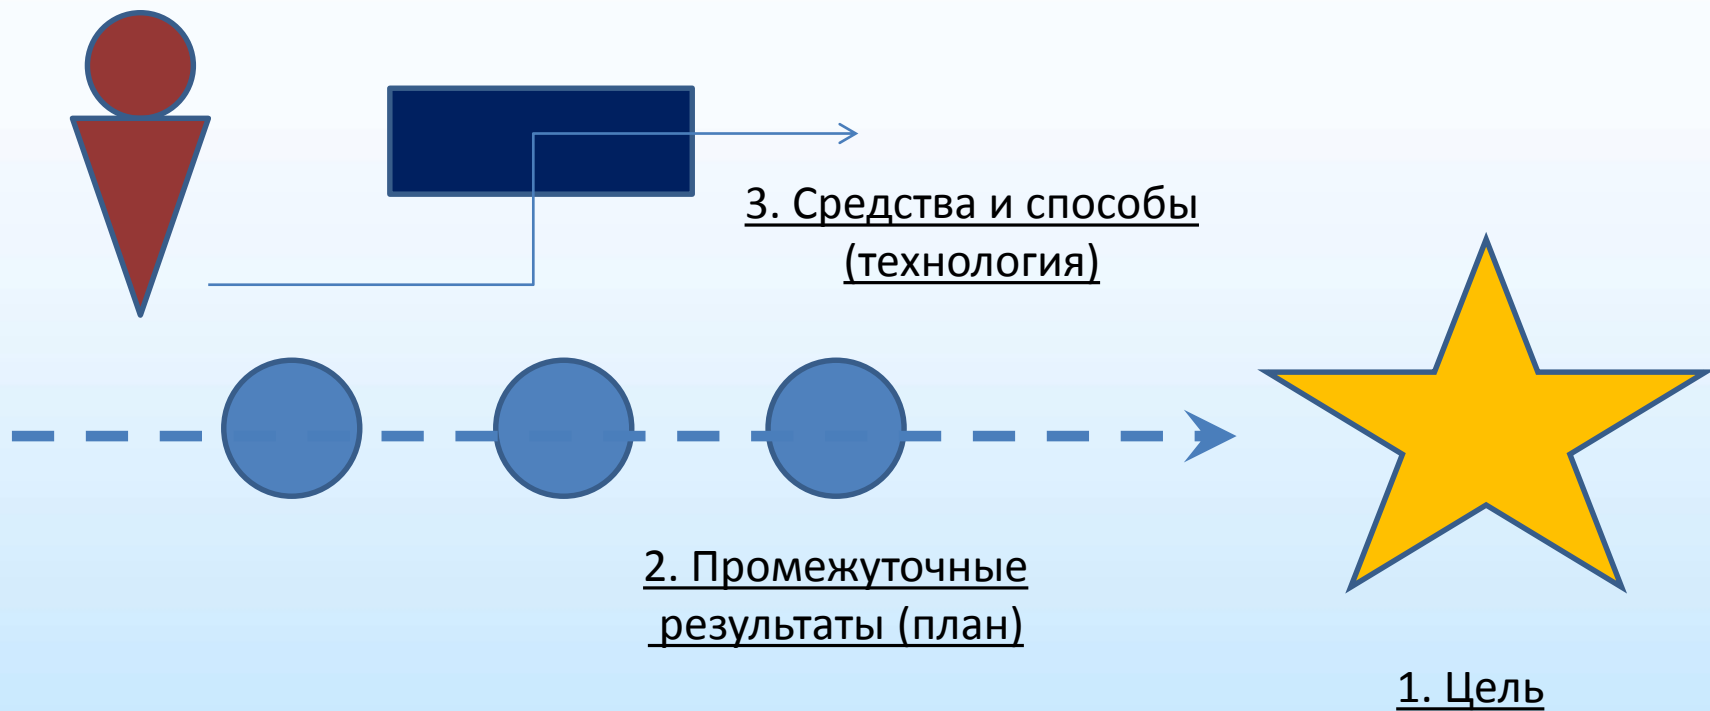 3. Средства и способы
(технология)
2. Промежуточные
результаты (план)
1. Цель